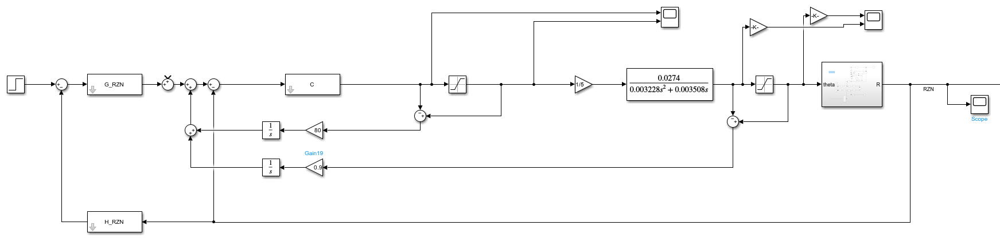 -K-
-K-
G_RZN
C
1/5
0.0274
0.003228s² + 0.003508s
theta
R
RZN
Scope
1
s
80
Gain19
1
s
0.9
H_RZN